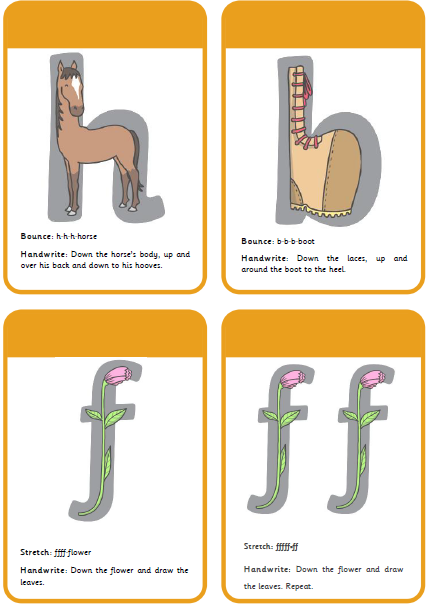 Bounce: h-h-h-horse
Handwrite: Down the horse's body, up and
over his back and down to his hooves.
Bounce: b-b-b-boot
Handwrite: Down the laces, up and
around the boot to the heel.
Stretch: ffff-flower
Handwrite: Down the flower and draw the
leaves.
Stretch: fffff-ff
Handwrite: Down the flower and draw
the leaves. Repeat.